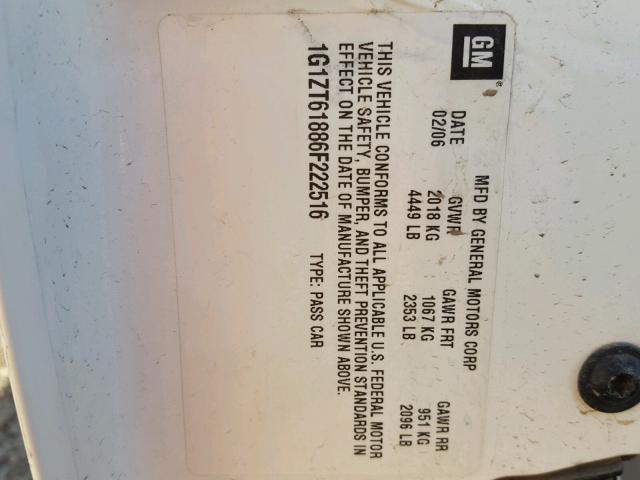 GM
®
MFD BY GENERAL MOTORS CORP
DATE GVWR GAWR FRT GAWR RR
02/06 2018 KG 1067 KG 951 KG
4449 LB 2353 LB 2096 LB
THIS VEHICLE CONFORMS TO ALL APPLICABLE U.S. FEDERAL MOTOR
VEHICLE SAFETY, BUMPER, AND THEFT PREVENTION STANDARDS IN
EFFECT ON THE DATE OF MANUFACTURE SHOWN ABOVE.
1G1ZT61886F222516 TYPE: PASS CAR